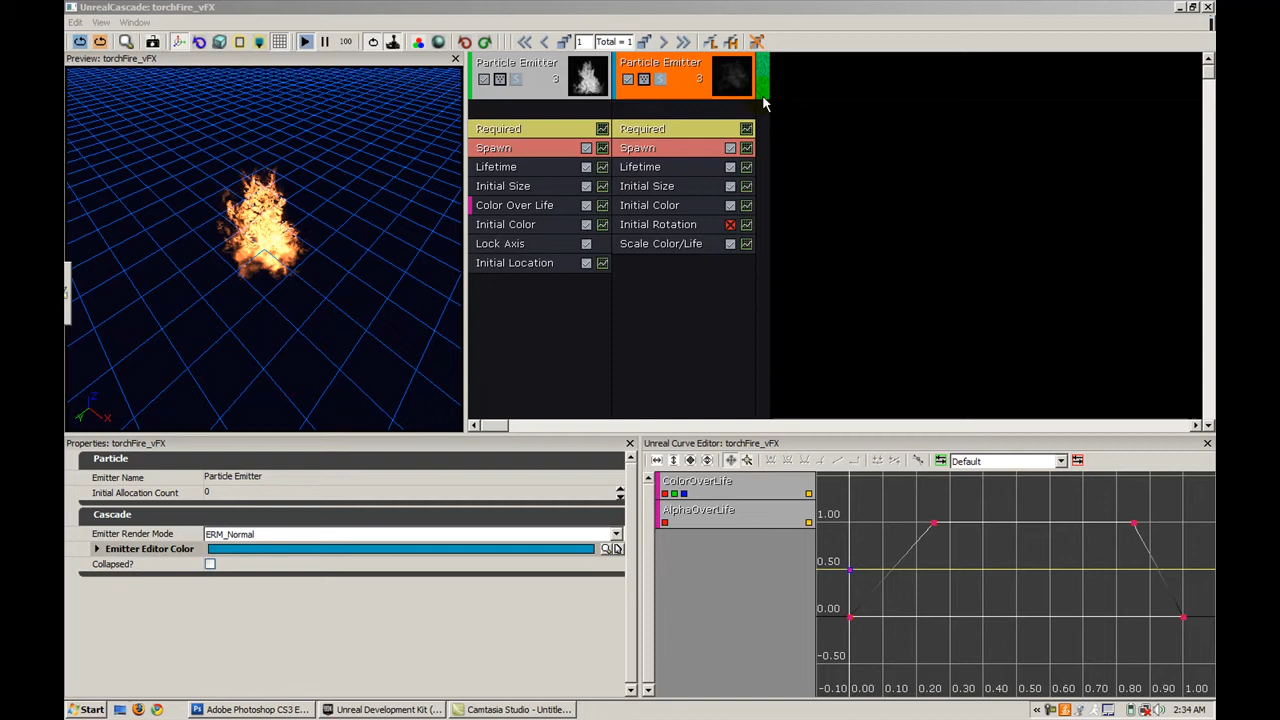 UnrealCascade: torchFire_vFX
Edit View Window
100
1 Total = 1
Preview: torchFire_vFX
Particle Emitter
3
Particle Emitter
3
Required
Required
Spawn
Spawn
Lifetime
Lifetime
Initial Size
Initial Size
Color Over Life
Initial Color
Initial Color
Initial Rotation
Lock Axis
Scale Color/Life
Initial Location
Z
Y
X
Properties: torchFire_vFX
Particle
Emitter Name Particle Emitter
Initial Allocation Count 0
Cascade
Emitter Render Mode ERM_Normal
Emitter Editor Color
Collapsed?
Unreal Curve Editor: torchFire_vFX
Default
ColorOverLife
AlphaOverLife
1.00
0.50
0.00
-0.50
-0.10 0.00 0.10 0.20 0.30 0.40 0.50 0.60 0.70 0.80 0.90 1.00
Start
Adobe Photoshop CS3 E...
Unreal Development Kit (...
Camtasia Studio - Untitle...
2:34 AM